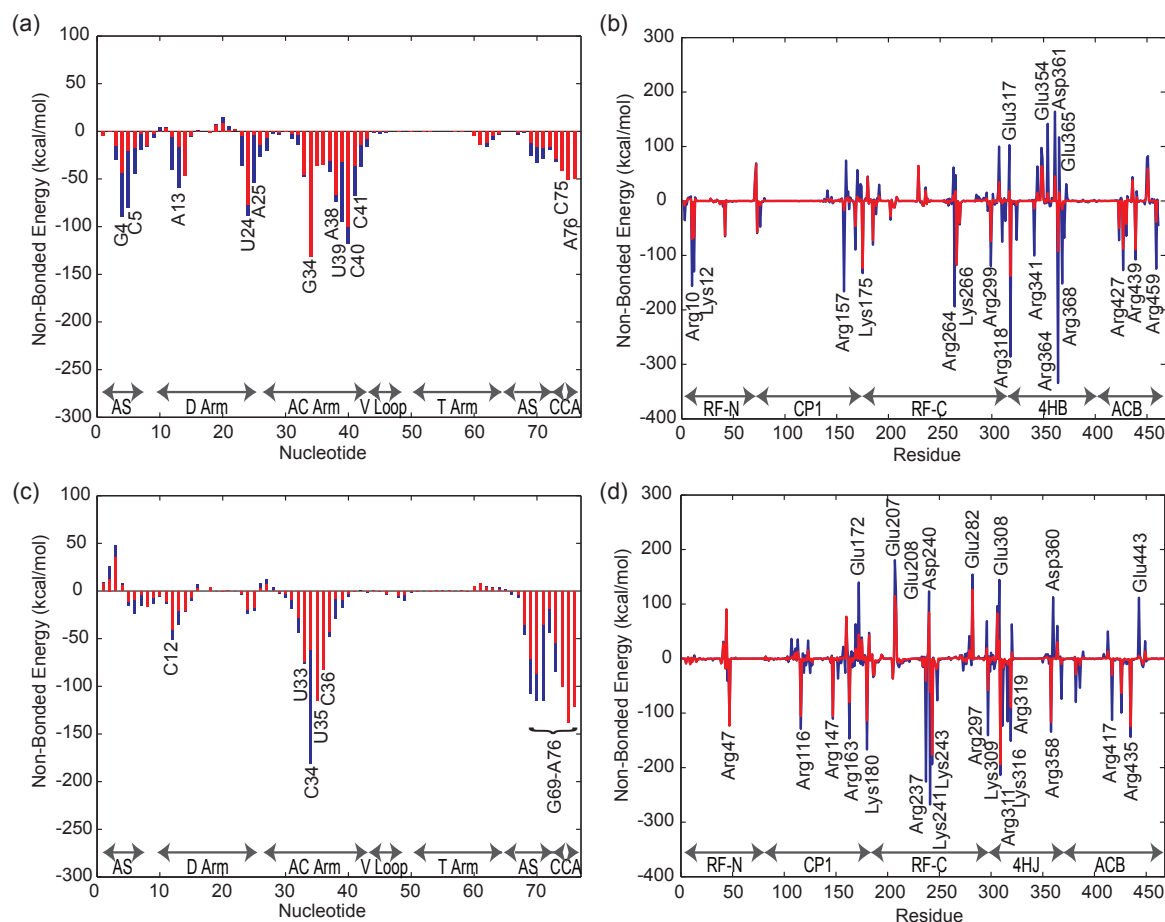 (a)
100
50
0
-50
-100
-150
-200
-250
-300
Non-Bonded Energy (kcal/mol)
G4
C5
A13
U24
A25
G34
A38
U39
C40
C41
C75
A76
AS
D Arm
AC Arm
V Loop
T Arm
AS
CCA
0 10 20 30 40 50 60 70
Nucleotide
(b)
300
200
100
0
-100
-200
-300
-400
Non-Bonded Energy (kcal/mol)
Glu317
Glu354
Asp361
Glu365
Arg10
Lys12
Arg157
Lys175
Arg264
Lys266
Arg299
Arg318
Arg341
Arg364
Arg368
Arg427
Arg439
Arg459
RF-N
CP1
RF-C
4HB
ACB
0 50 100 150 200 250 300 350 400 450
Residue
(c)
100
50
0
-50
-100
-150
-200
-250
-300
Non-Bonded Energy (kcal/mol)
C12
U33
C34
U35
C36
G69-A76
AS
D Arm
AC Arm
V Loop
T Arm
AS
CCA
0 10 20 30 40 50 60 70
Nucleotide
(d)
300
200
100
0
-100
-200
-300
-400
Non-Bonded Energy (kcal/mol)
Glu172
Glu207
Glu208
Asp240
Glu282
Glu308
Asp360
Glu443
Arg47
Arg116
Arg147
Arg163
Lys180
Arg237
Lys241
Lys243
Arg297
Lys309
Arg311
Lys316
Arg319
Arg358
Arg417
Arg435
RF-N
CP1
RF-C
4HJ
ACB
0 50 100 150 200 250 300 350 400 450
Residue